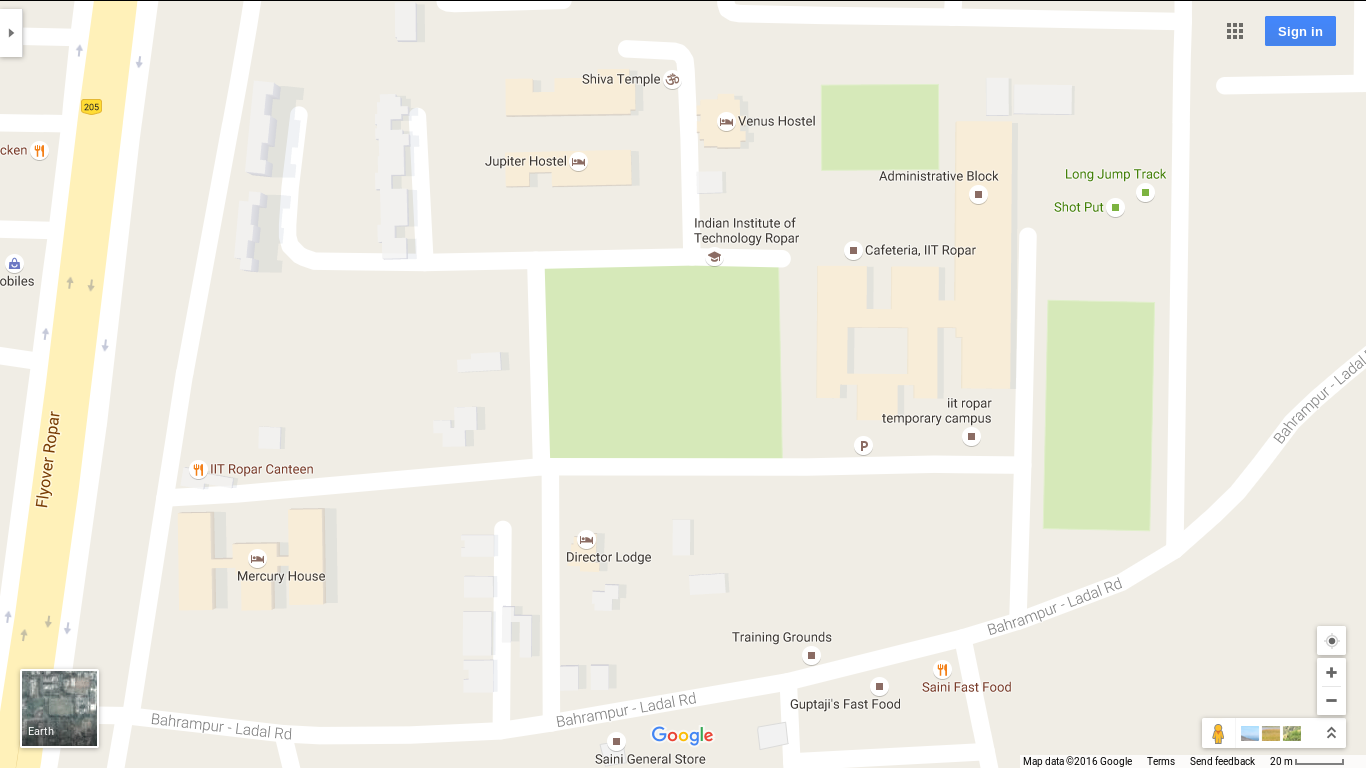 Sign in
Shiva Temple
205
Venus Hostel
cken
Jupiter Hostel
Administrative Block
Long Jump Track
Shot Put
Indian Institute of
Technology Ropar
Cafeteria, IIT Ropar
obiles
Bahrampur - Ladal R
iit ropar
temporary campus
P
Flyover Ropar
IIT Ropar Canteen
Director Lodge
Mercury House
Bahrampur - Ladal Rd
Training Grounds
Saini Fast Food
Guptaji's Fast Food
Bahrampur - Ladal Rd
Bahrampur - Ladal Rd
Earth
Google
Saini General Store
Map data ©2016 Google
Terms
Send feedback
20 m